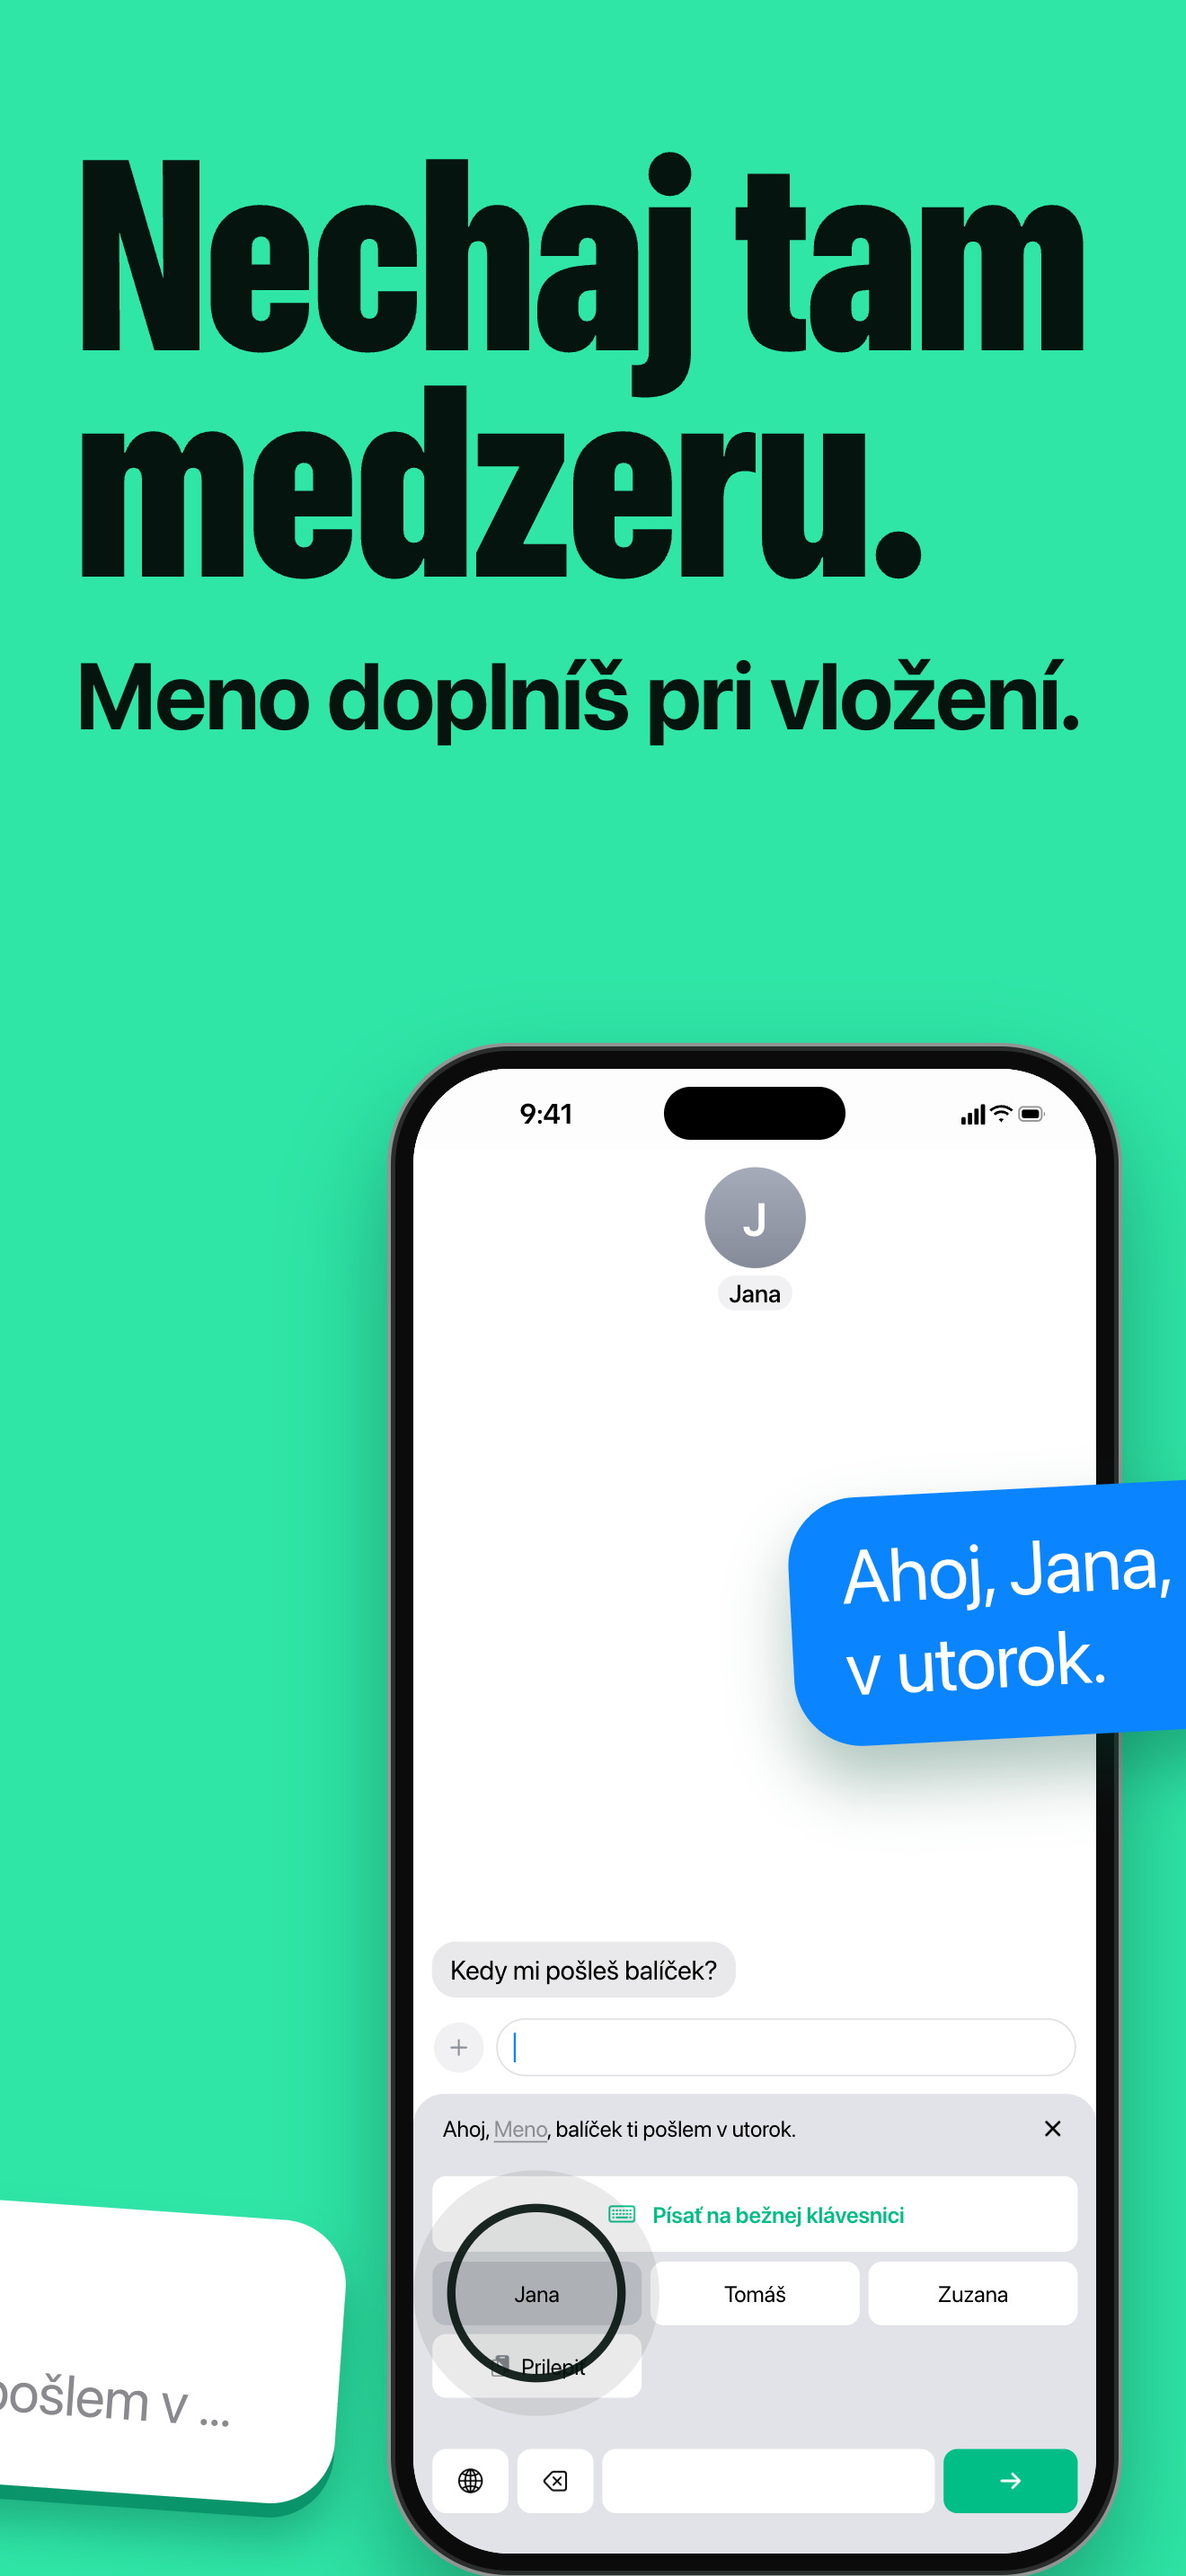 Nechaj tam
medzeru.
Meno doplníš pri vložení.
9:41
J
Jana
Ahoj, Jana,
v utorok.
Kedy mi pošleš balíček?
Ahoj, Meno, balíček ti pošlem v utorok.
Písať na bežnej klávesnici
Jana Tomáš Zuzana
Prilepiť
pošlem v ...